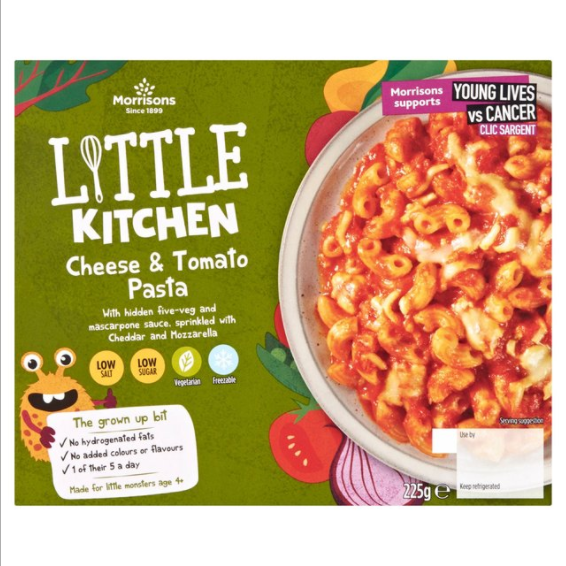 Morrisons
Since 1899
LITTLE
KITCHEN
Cheese & Tomato
Pasta
With hidden five-veg and
mascarpone sauce, sprinkled with
Cheddar and Mozzarella
LOW
SALT
LOW
SUGAR
Vegetarian
Freezable
The grown up bit
✓ No hydrogenated fats
✓ No added colours or flavours
✓ 1 of their 5 a day
Made for little monsters age 4+
Morrisons
supports
YOUNG LIVES
vs CANCER
CLIC SARGENT
Serving suggestion
Use by
Keep refrigerated
225g ℮